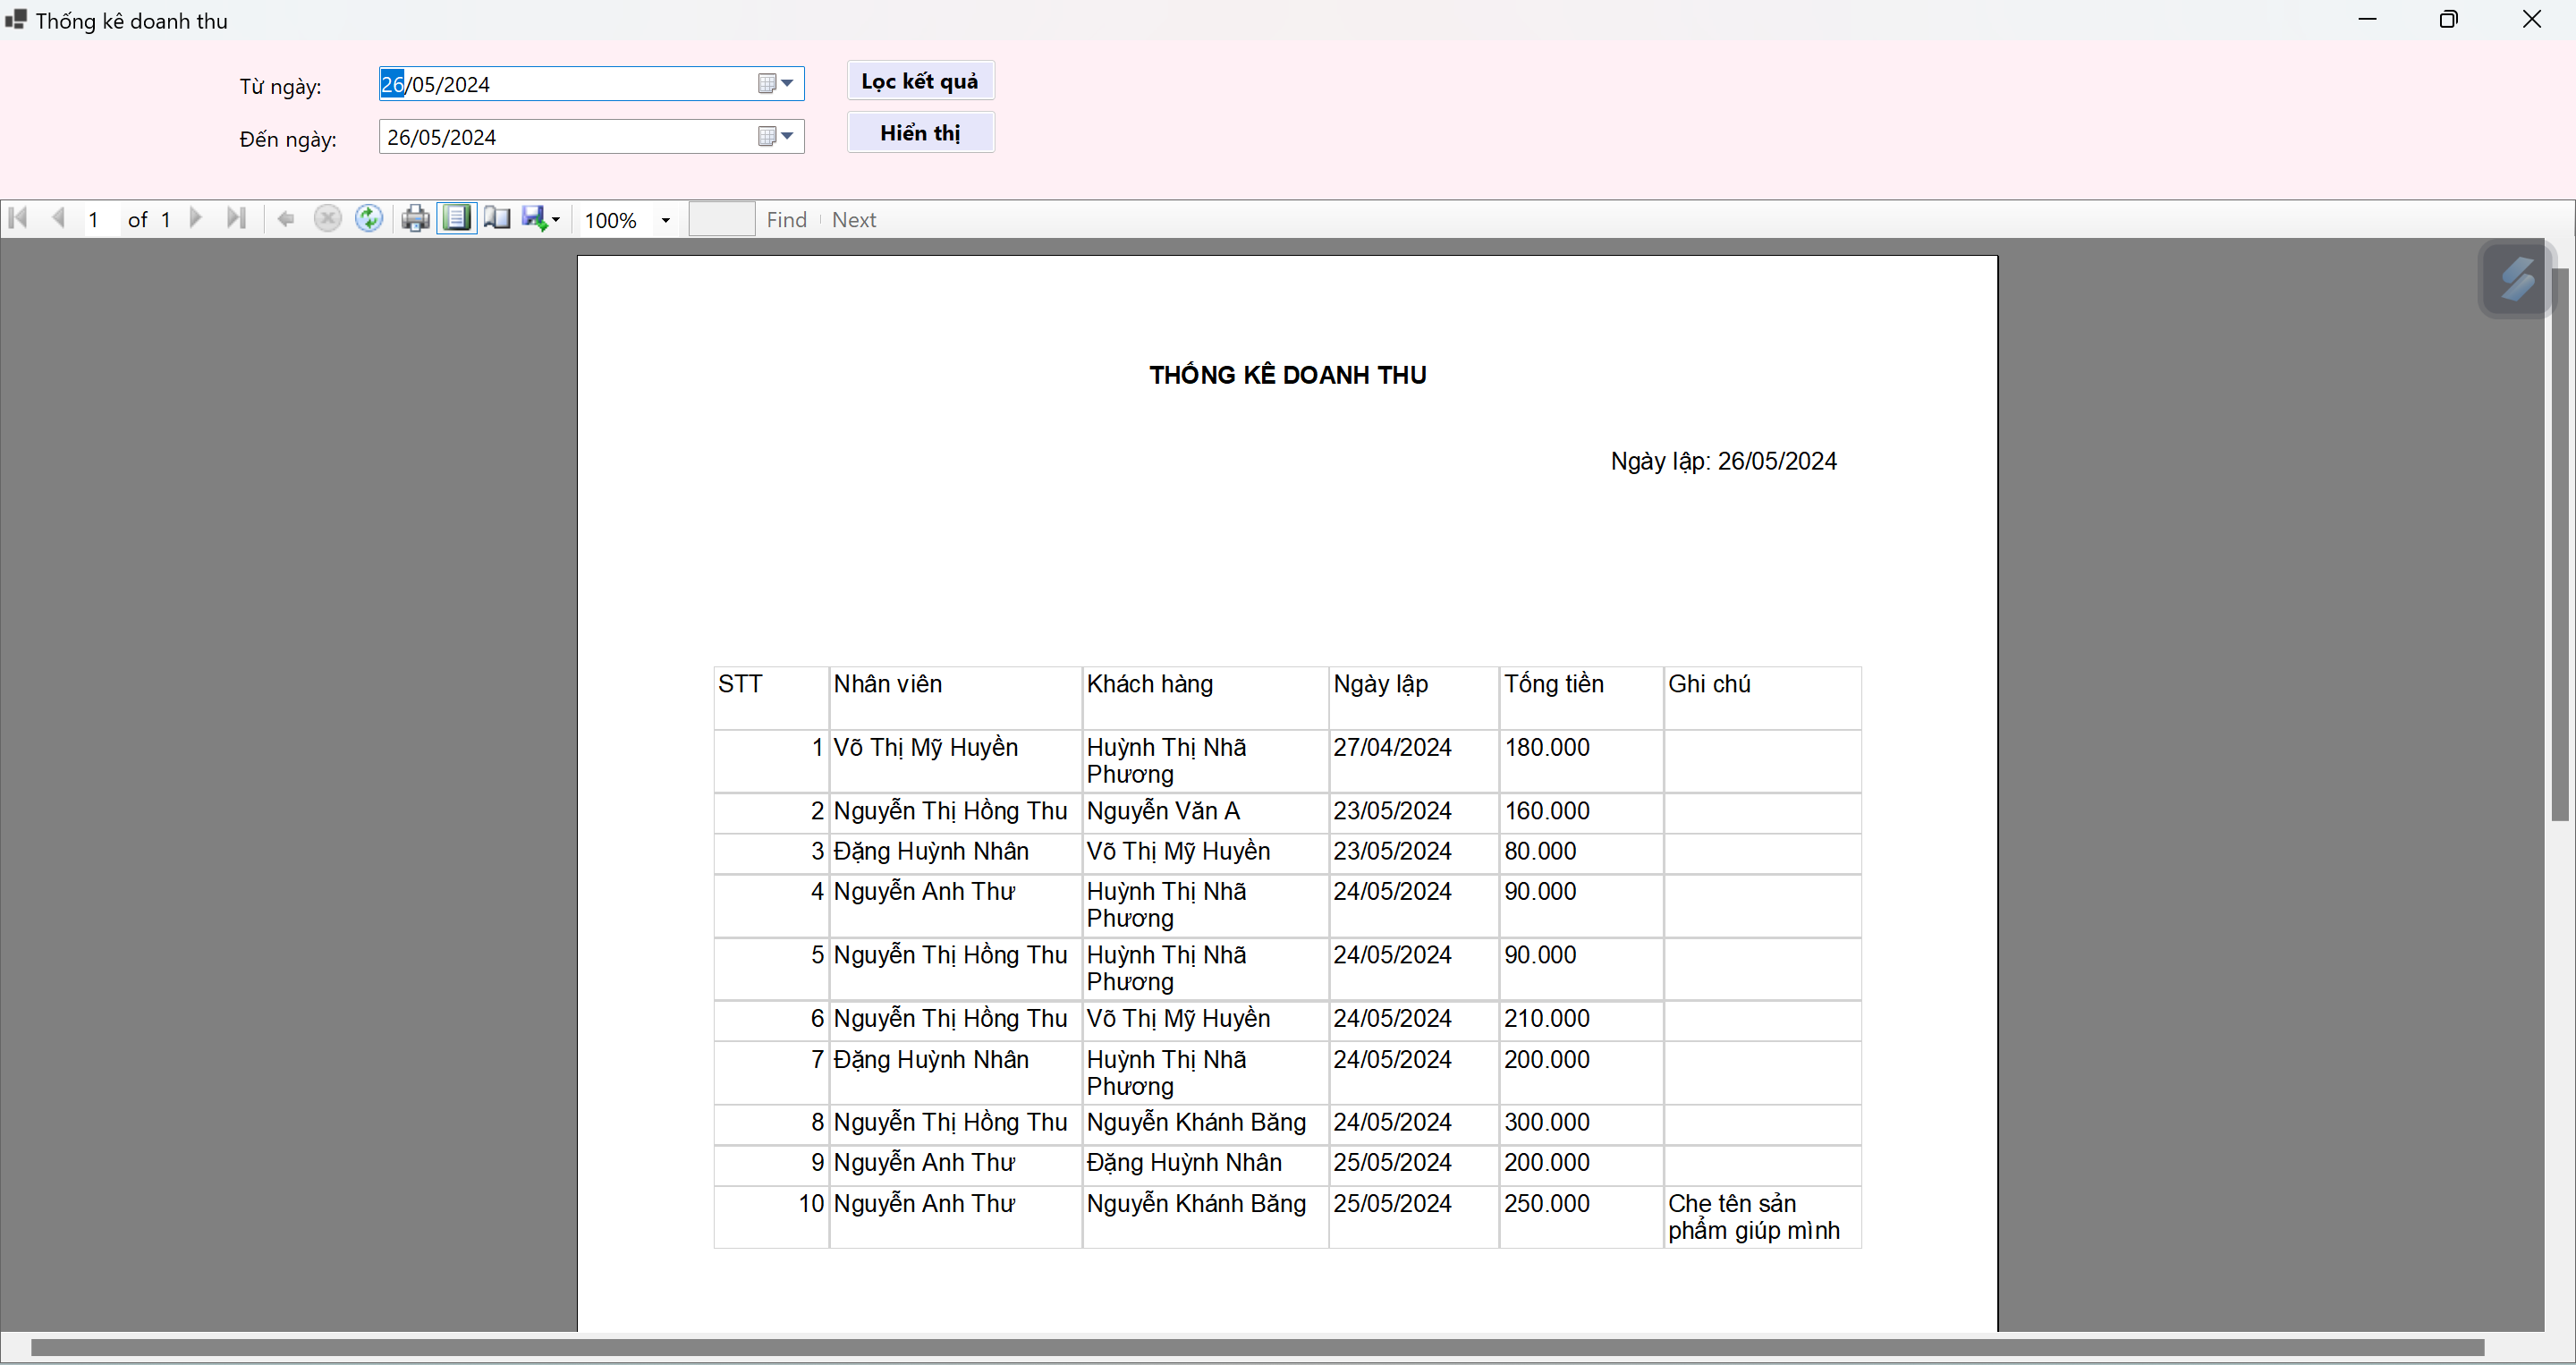 Thống kê doanh thu
Từ ngày: 26/05/2024 Lọc kết quả
Đến ngày: 26/05/2024 Hiển thị
1 of 1 100% Find Next
THỐNG KÊ DOANH THU
Ngày lập: 26/05/2024
STT Nhân viên Khách hàng Ngày lập Tổng tiền Ghi chú
1 Võ Thị Mỹ Huyền Huỳnh Thị Nhã 27/04/2024 180.000
Phương
2 Nguyễn Thị Hồng Thu Nguyễn Văn A 23/05/2024 160.000
3 Đặng Huỳnh Nhân Võ Thị Mỹ Huyền 23/05/2024 80.000
4 Nguyễn Anh Thư Huỳnh Thị Nhã 24/05/2024 90.000
Phương
5 Nguyễn Thị Hồng Thu Huỳnh Thị Nhã 24/05/2024 90.000
Phương
6 Nguyễn Thị Hồng Thu Võ Thị Mỹ Huyền 24/05/2024 210.000
7 Đặng Huỳnh Nhân Huỳnh Thị Nhã 24/05/2024 200.000
Phương
8 Nguyễn Thị Hồng Thu Nguyễn Khánh Băng 24/05/2024 300.000
9 Nguyễn Anh Thư Đặng Huỳnh Nhân 25/05/2024 200.000
10 Nguyễn Anh Thư Nguyễn Khánh Băng 25/05/2024 250.000 Che tên sản
phẩm giúp mình